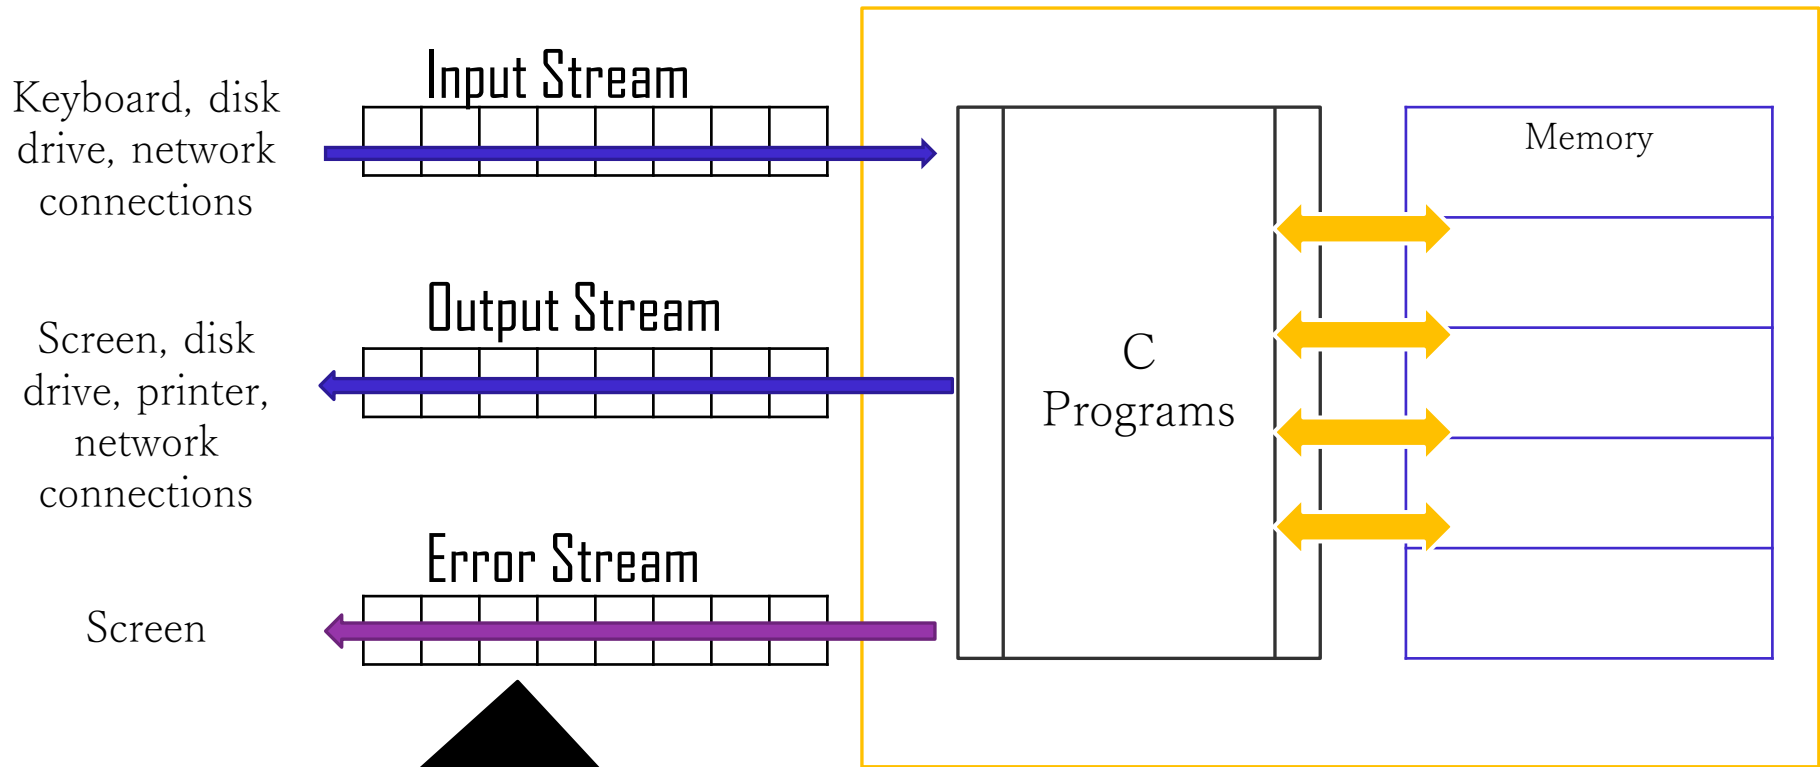 Input Stream
Keyboard, disk
drive, network
connections
Memory
Output Stream
Screen, disk
drive, printer,
network
connections
C
Programs
Error Stream
Screen